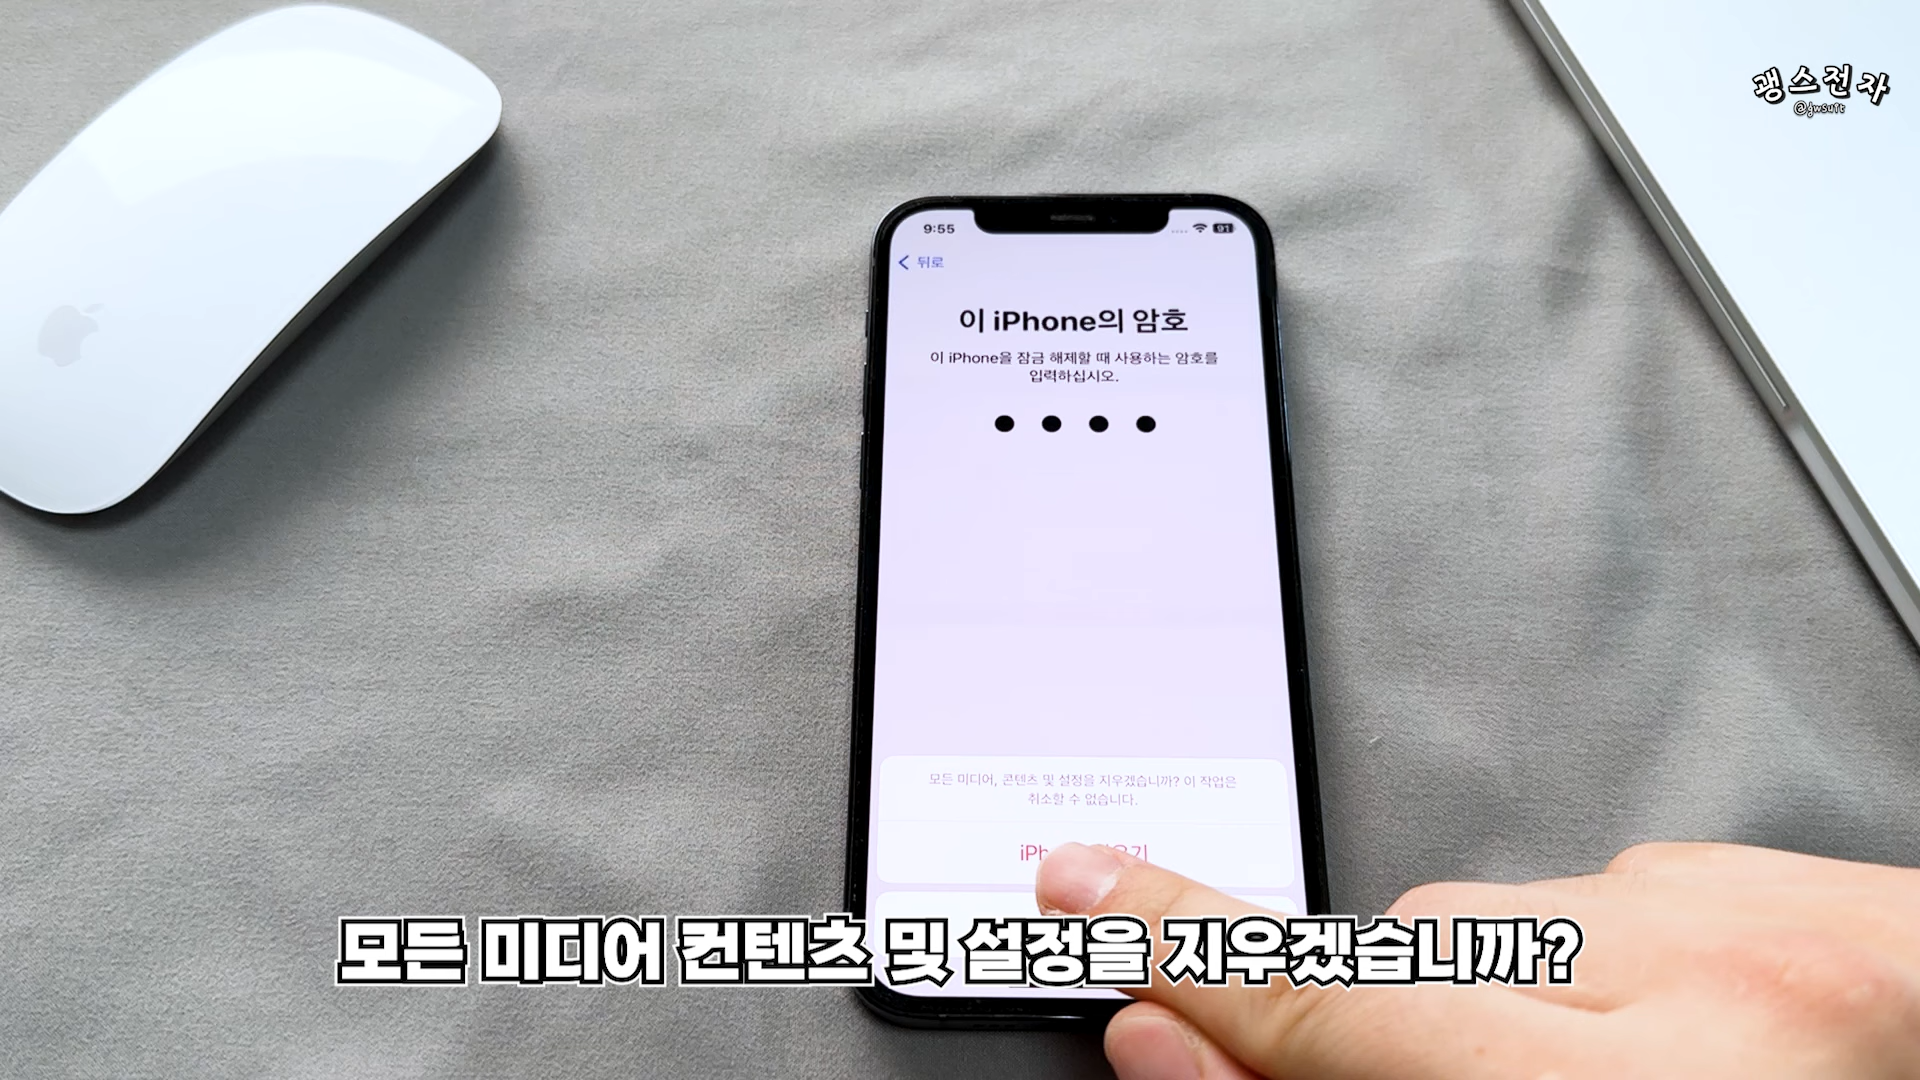 괭스전자
@gwsuft
9:55
91
뒤로
이 iPhone의 암호
이 iPhone을 잠금 해제할 때 사용하는 암호를
입력하십시오.
모든 미디어, 콘텐츠 및 설정을 지우겠습니까? 이 작업은
취소할 수 없습니다.
모든 미디어 컨텐츠 및 설정을 지우겠습니까?